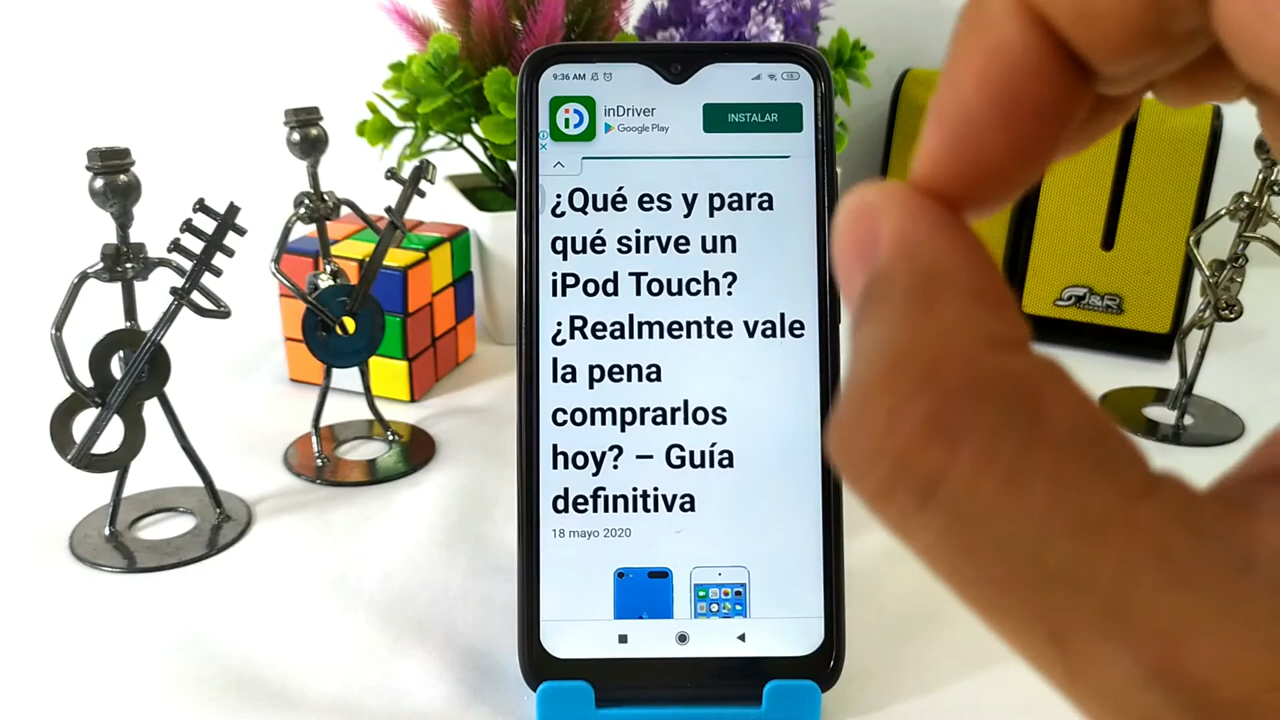 9:36 AM
inDriver
Google Play
INSTALAR
¿Qué es y para
qué sirve un
iPod Touch?
¿Realmente vale
la pena
comprarlos
hoy? – Guía
definitiva
18 mayo 2020
J&R